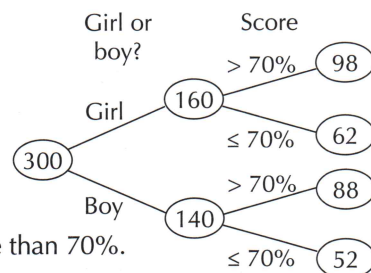 Girl or
boy?
Score
> 70%
98
Girl
160
≤ 70%
62
300
> 70%
88
Boy
140
than 70%.
≤ 70%
52